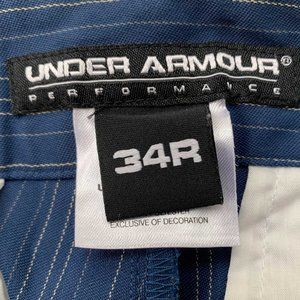 UNDER ARMOUR®
PERFORMANCE
34R
EXCLUSIVE OF DECORATION